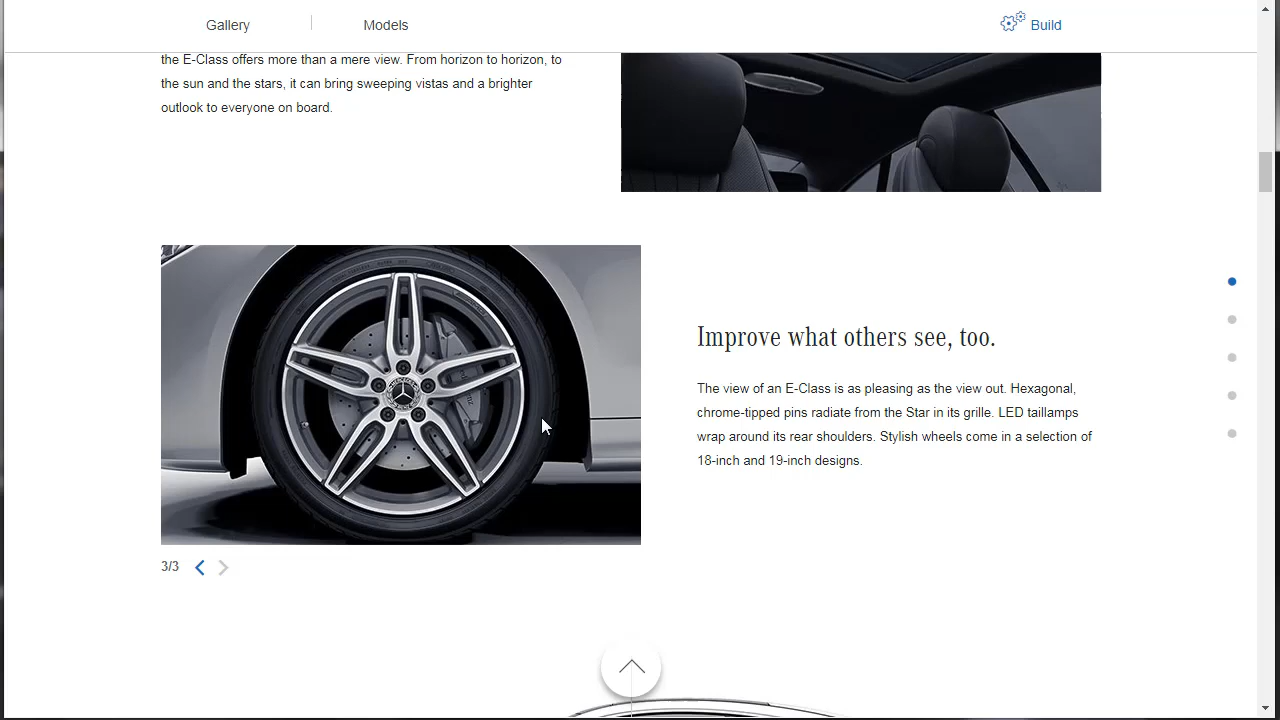 Gallery
Models
Build
the E-Class offers more than a mere view. From horizon to horizon, to
the sun and the stars, it can bring sweeping vistas and a brighter
outlook to everyone on board.
Improve what others see, too.
The view of an E-Class is as pleasing as the view out. Hexagonal,
chrome-tipped pins radiate from the Star in its grille. LED taillamps
wrap around its rear shoulders. Stylish wheels come in a selection of
18-inch and 19-inch designs.
3/3